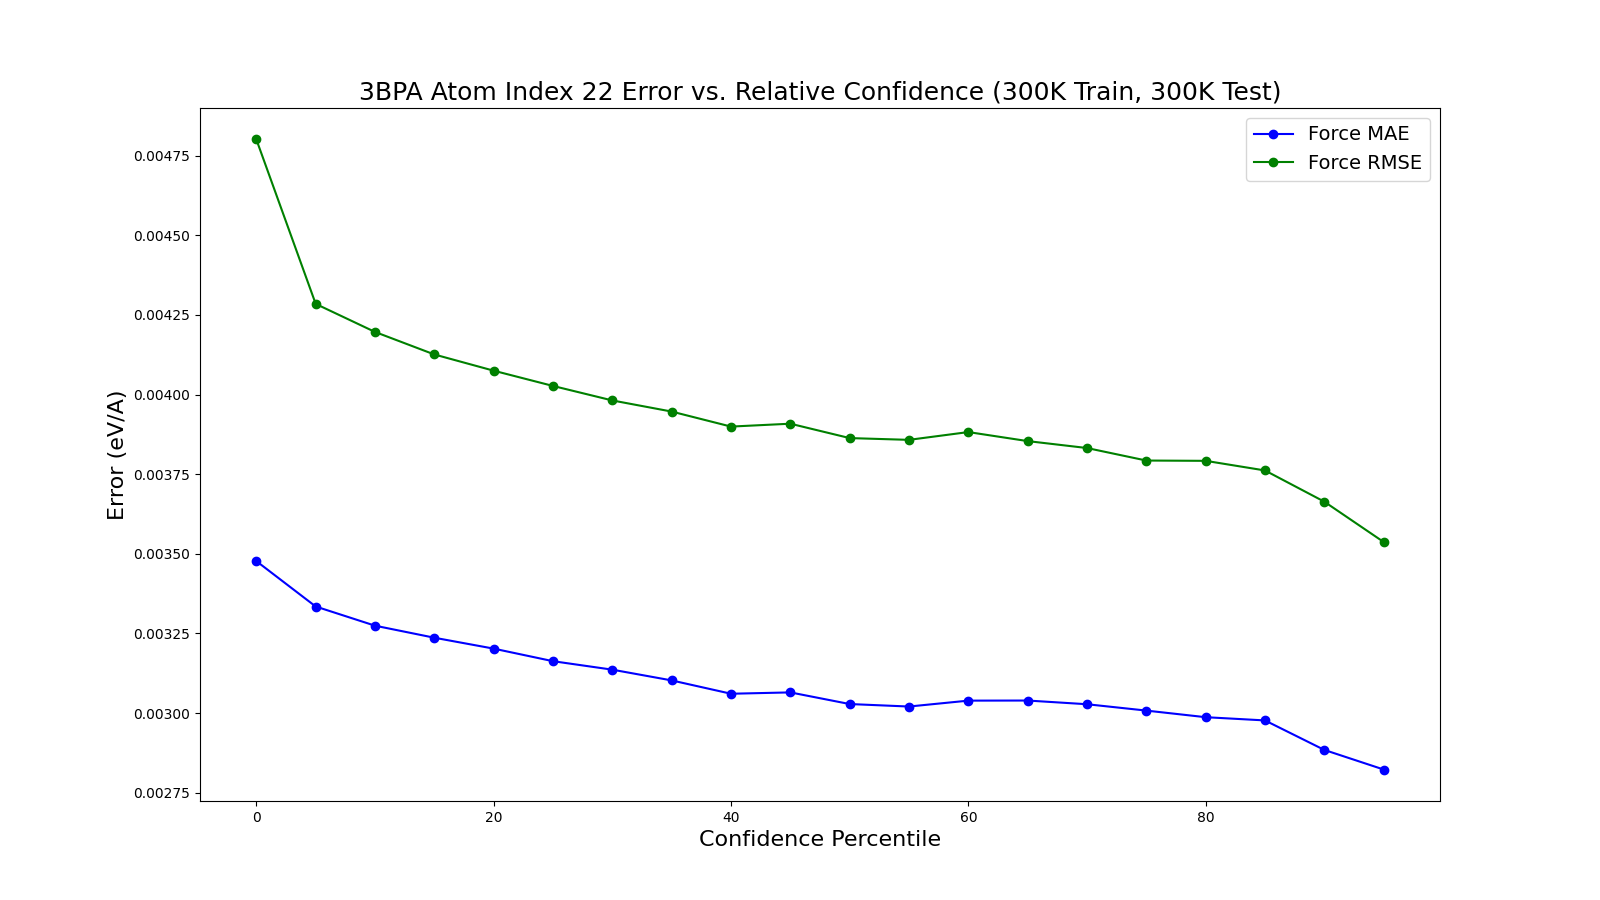 3BPA Atom Index 22 Error vs. Relative Confidence (300K Train, 300K Test)
Force MAE
Force RMSE
0.00475
0.00450
0.00425
0.00400
0.00375
0.00350
0.00325
0.00300
0.00275
Error (eV/A)
0
20
40
60
80
Confidence Percentile